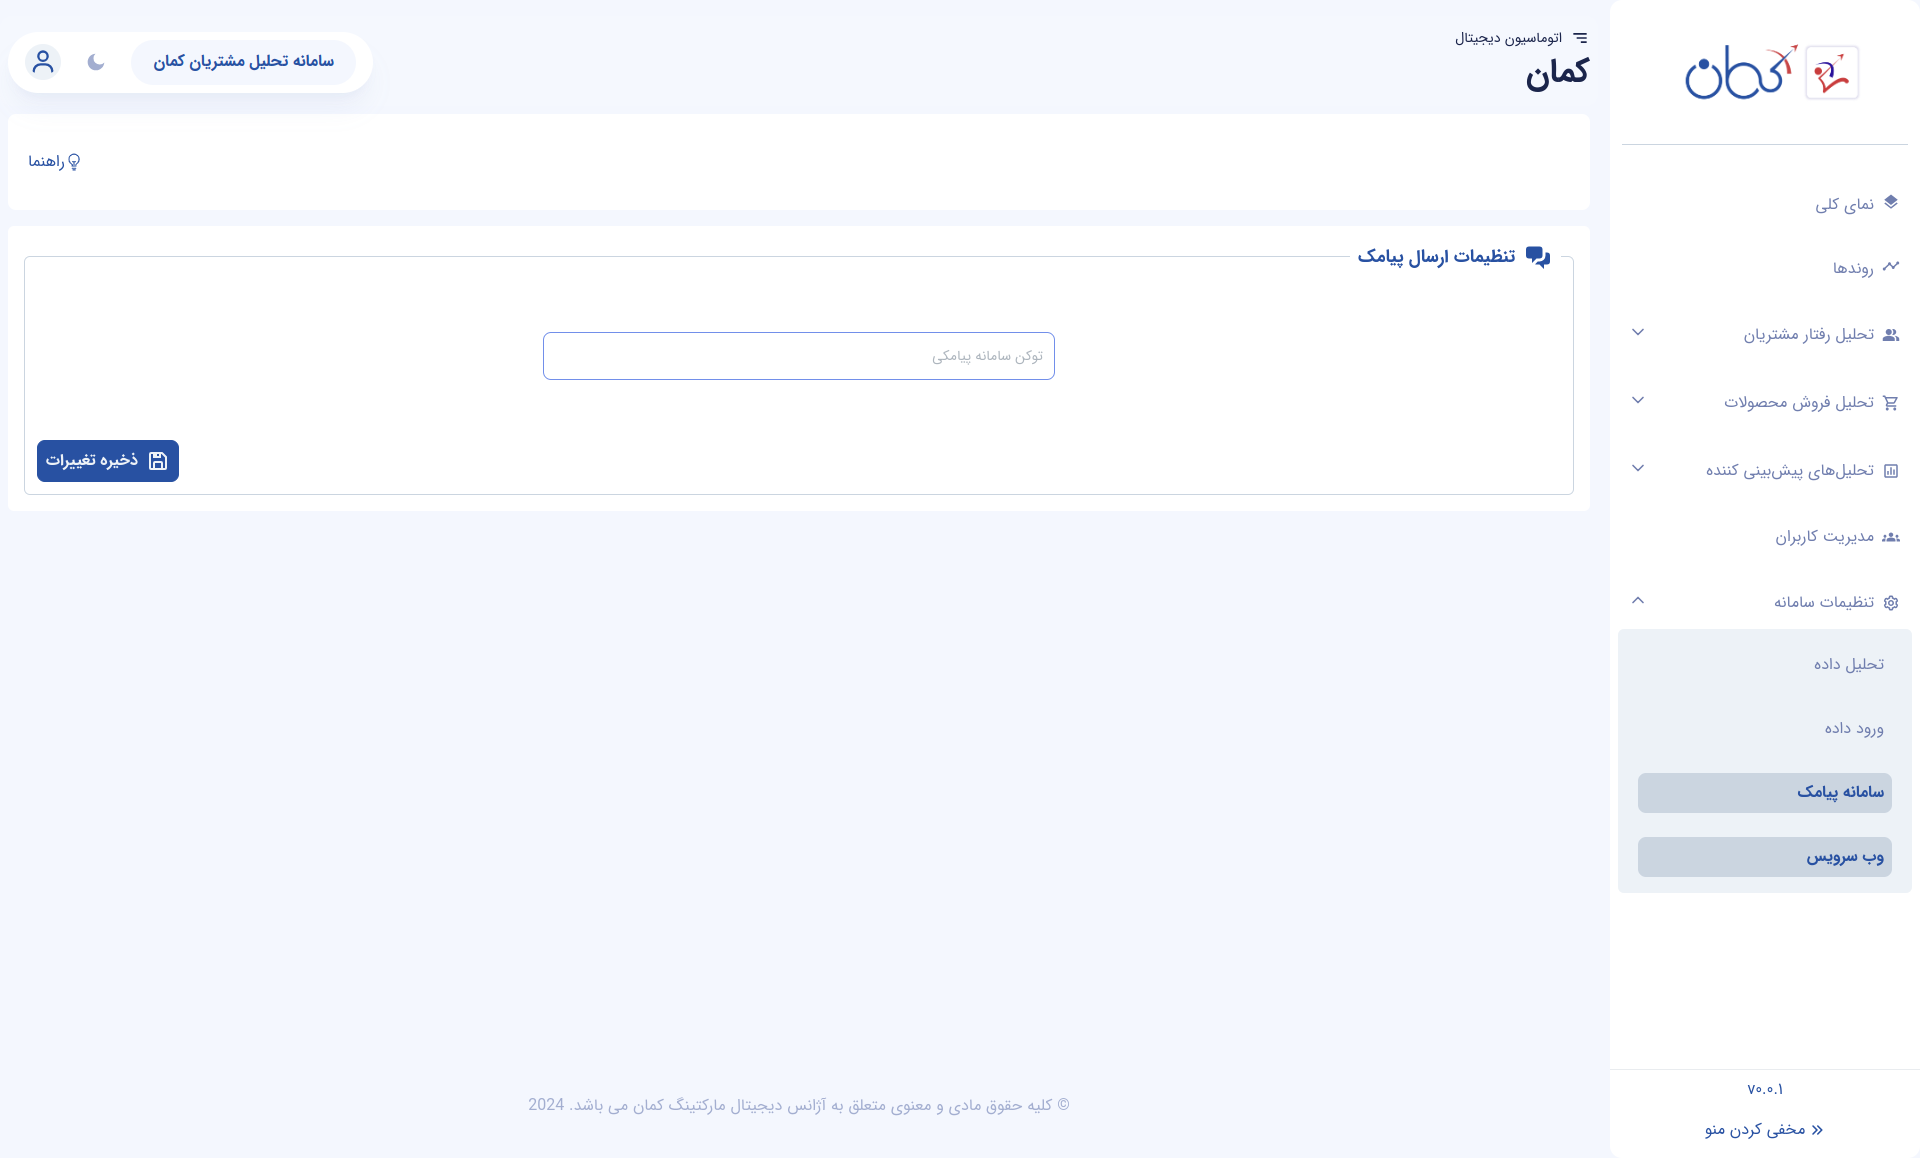 کمان
نمای کلی
روندها
تحلیل رفتار مشتریان
تحلیل فروش محصولات
تحلیل‌های پیش‌بینی کننده
مدیریت کاربران
تنظیمات سامانه
تحلیل داده
ورود داده
سامانه پیامک
وب سرویس
v۰.۰.۱
مخفی کردن منو
اتوماسیون دیجیتال
کمان
سامانه تحلیل مشتریان کمان
راهنما
تنظیمات ارسال پیامک
توکن سامانه پیامکی
ذخیره تغییرات
© کلیه حقوق مادی و معنوی متعلق به آژانس دیجیتال مارکتینگ کمان می باشد. 2024